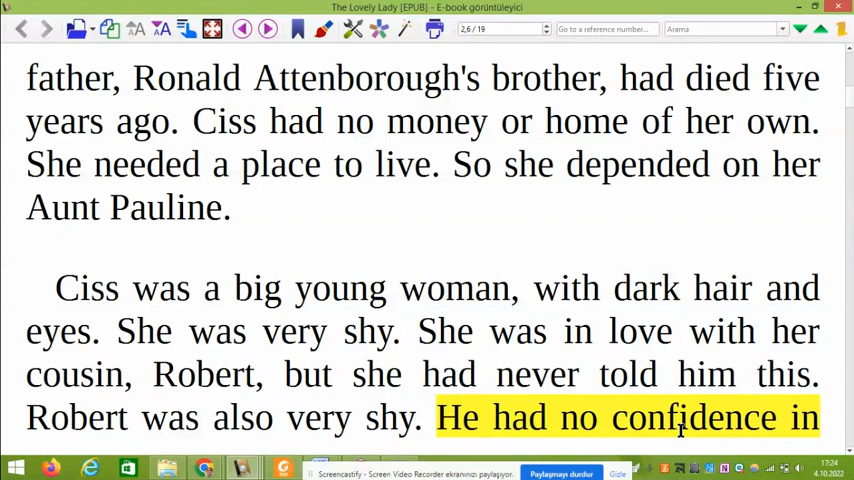 The Lovely Lady [EPUB] - E-book görüntüleyici
2,6 / 19
Go to a reference number...
Arama
father, Ronald Attenborough's brother, had died five
years ago. Ciss had no money or home of her own.
She needed a place to live. So she depended on her
Aunt Pauline.
Ciss was a big young woman, with dark hair and
eyes. She was very shy. She was in love with her
cousin, Robert, but she had never told him this.
Robert was also very shy. He had no confidence in
Screencastify - Screen Video Recorder ekranınızı paylaşıyor.
Paylaşmayı durdur
Gizle
17:24
4.10.2022